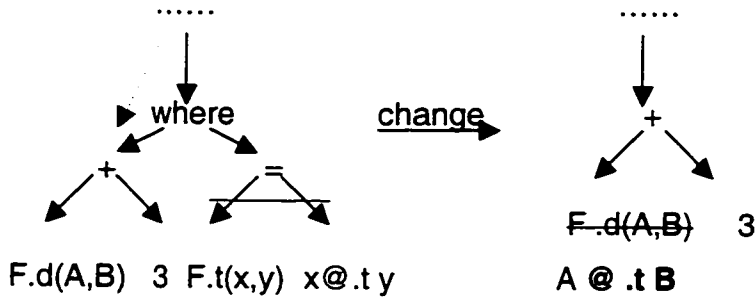 ...... ......
where change +
+ =
F.d(A,B) 3
F.d(A,B) 3 F.t(x,y) x@.t y A @ .t B